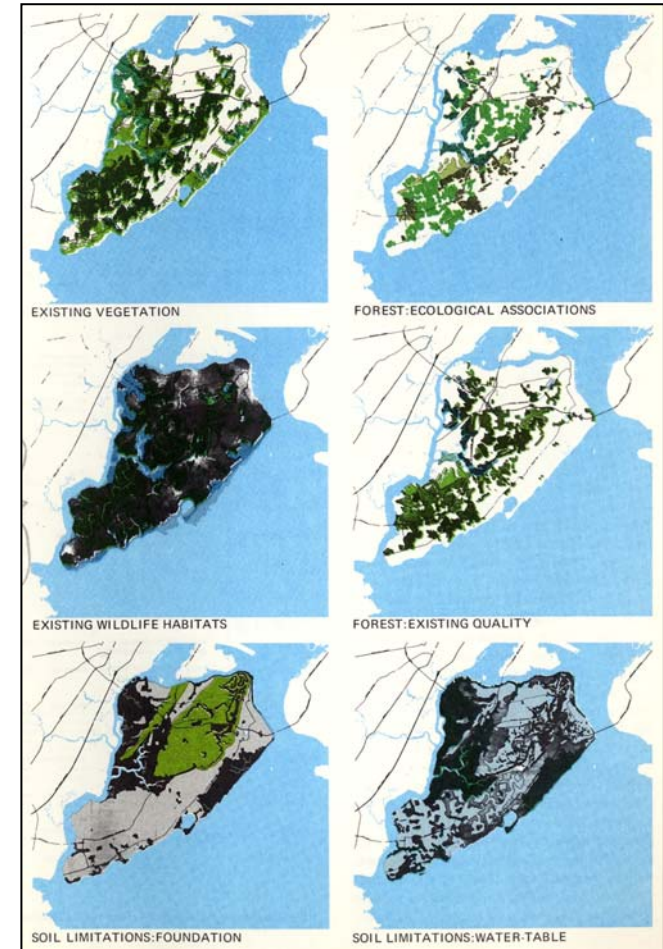 EXISTING VEGETATION
FOREST:ECOLOGICAL ASSOCIATIONS
EXISTING WILDLIFE HABITATS
FOREST:EXISTING QUALITY
SOIL LIMITATIONS:FOUNDATION
SOIL LIMITATIONS:WATER-TABLE